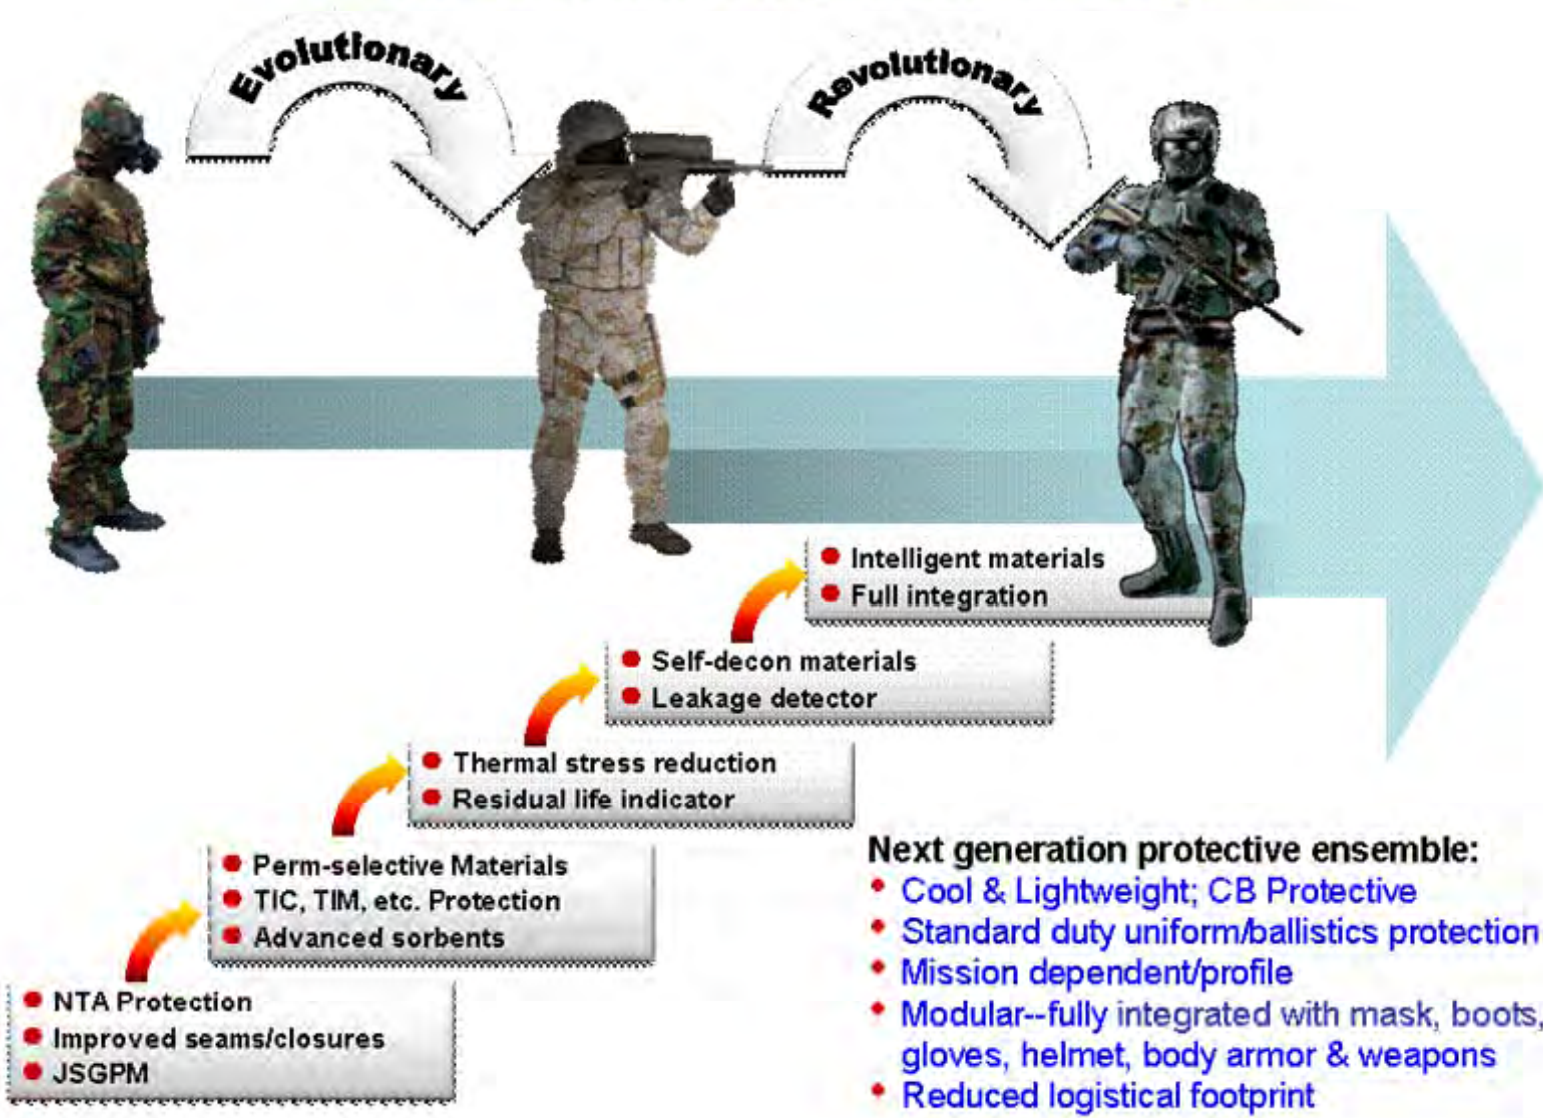 Evolutionary
Revolutionary
Intelligent materials
Full integration
Self-decon materials
Leakage detector
Thermal stress reduction
Residual life indicator
Perm-selective Materials
TIC, TIM, etc. Protection
Advanced sorbents
NTA Protection
Improved seams/closures
JSGPM
Next generation protective ensemble:
Cool & Lightweight; CB Protective
Standard duty uniform/ballistics protection
Mission dependent/profile
Modular--fully integrated with mask, boots,
gloves, helmet, body armor & weapons
Reduced logistical footprint